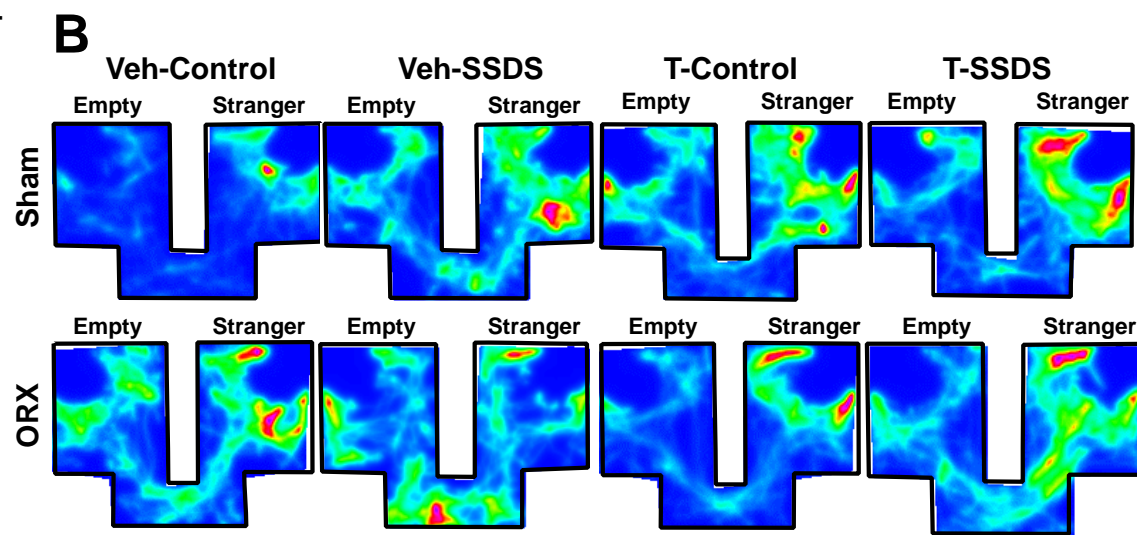 B
Veh-Control Veh-SSDS T-Control T-SSDS
Empty Stranger Empty Stranger Empty Stranger Empty Stranger
Sham
Empty Stranger Empty Stranger Empty Stranger Empty Stranger
ORX